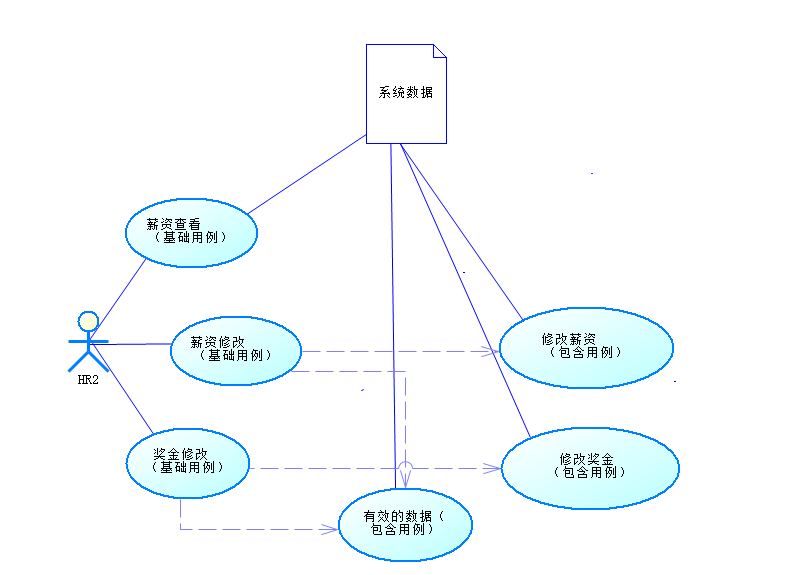 系统数据
薪资查看
（基础用例）
HR2
薪资修改
（基础用例）
修改薪资
（包含用例）
奖金修改
（基础用例）
修改奖金
（包含用例）
有效的数据（
包含用例）